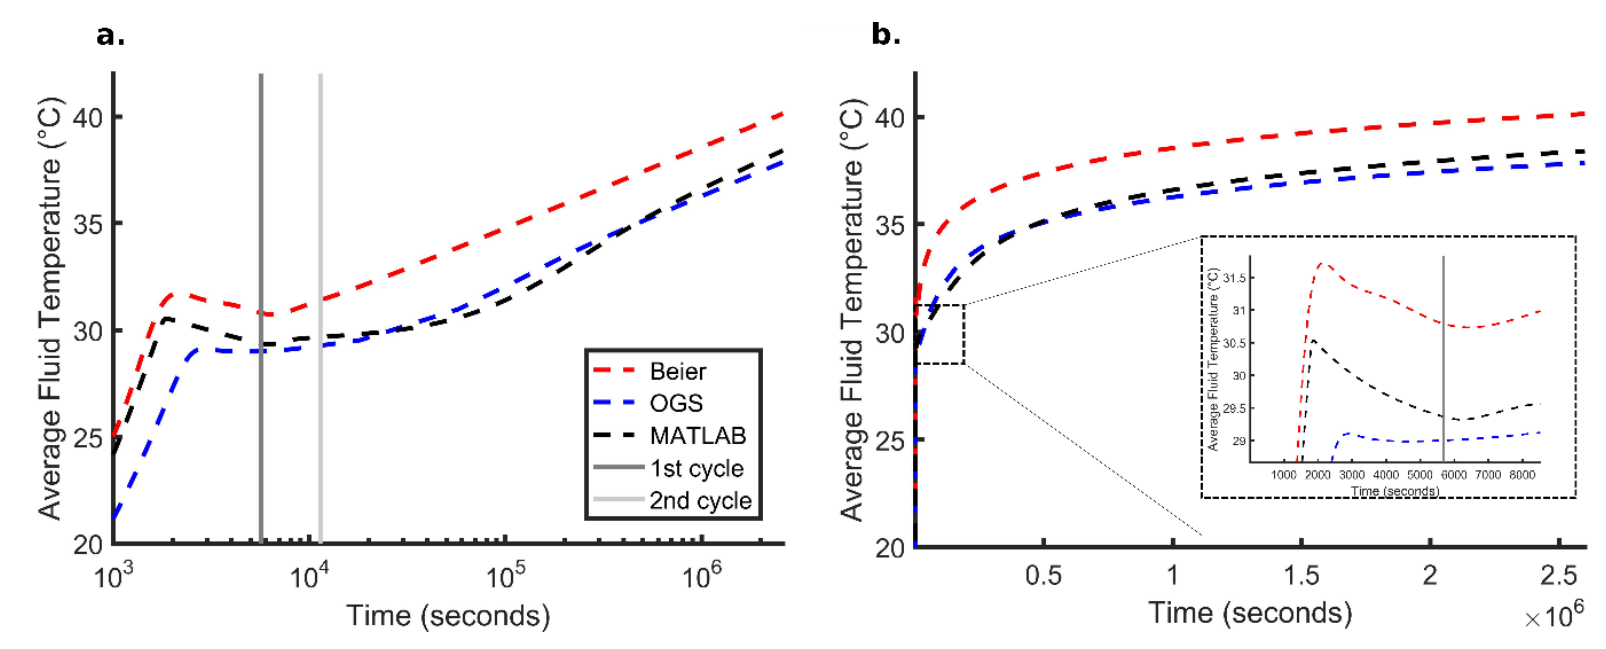 a.
Average Fluid Temperature (°C)
40
35
30
25
20
10³
10⁴
10⁵
10⁶
Time (seconds)
Beier
OGS
MATLAB
1st cycle
2nd cycle
b.
Average Fluid Temperature (°C)
40
35
30
25
20
0.5
1
1.5
2
2.5
×10⁶
Time (seconds)
Average Fluid Temperature (°C)
31.5
31
30.5
30
29.5
29
1000 2000 3000 4000 5000 6000 7000 8000
Time (seconds)